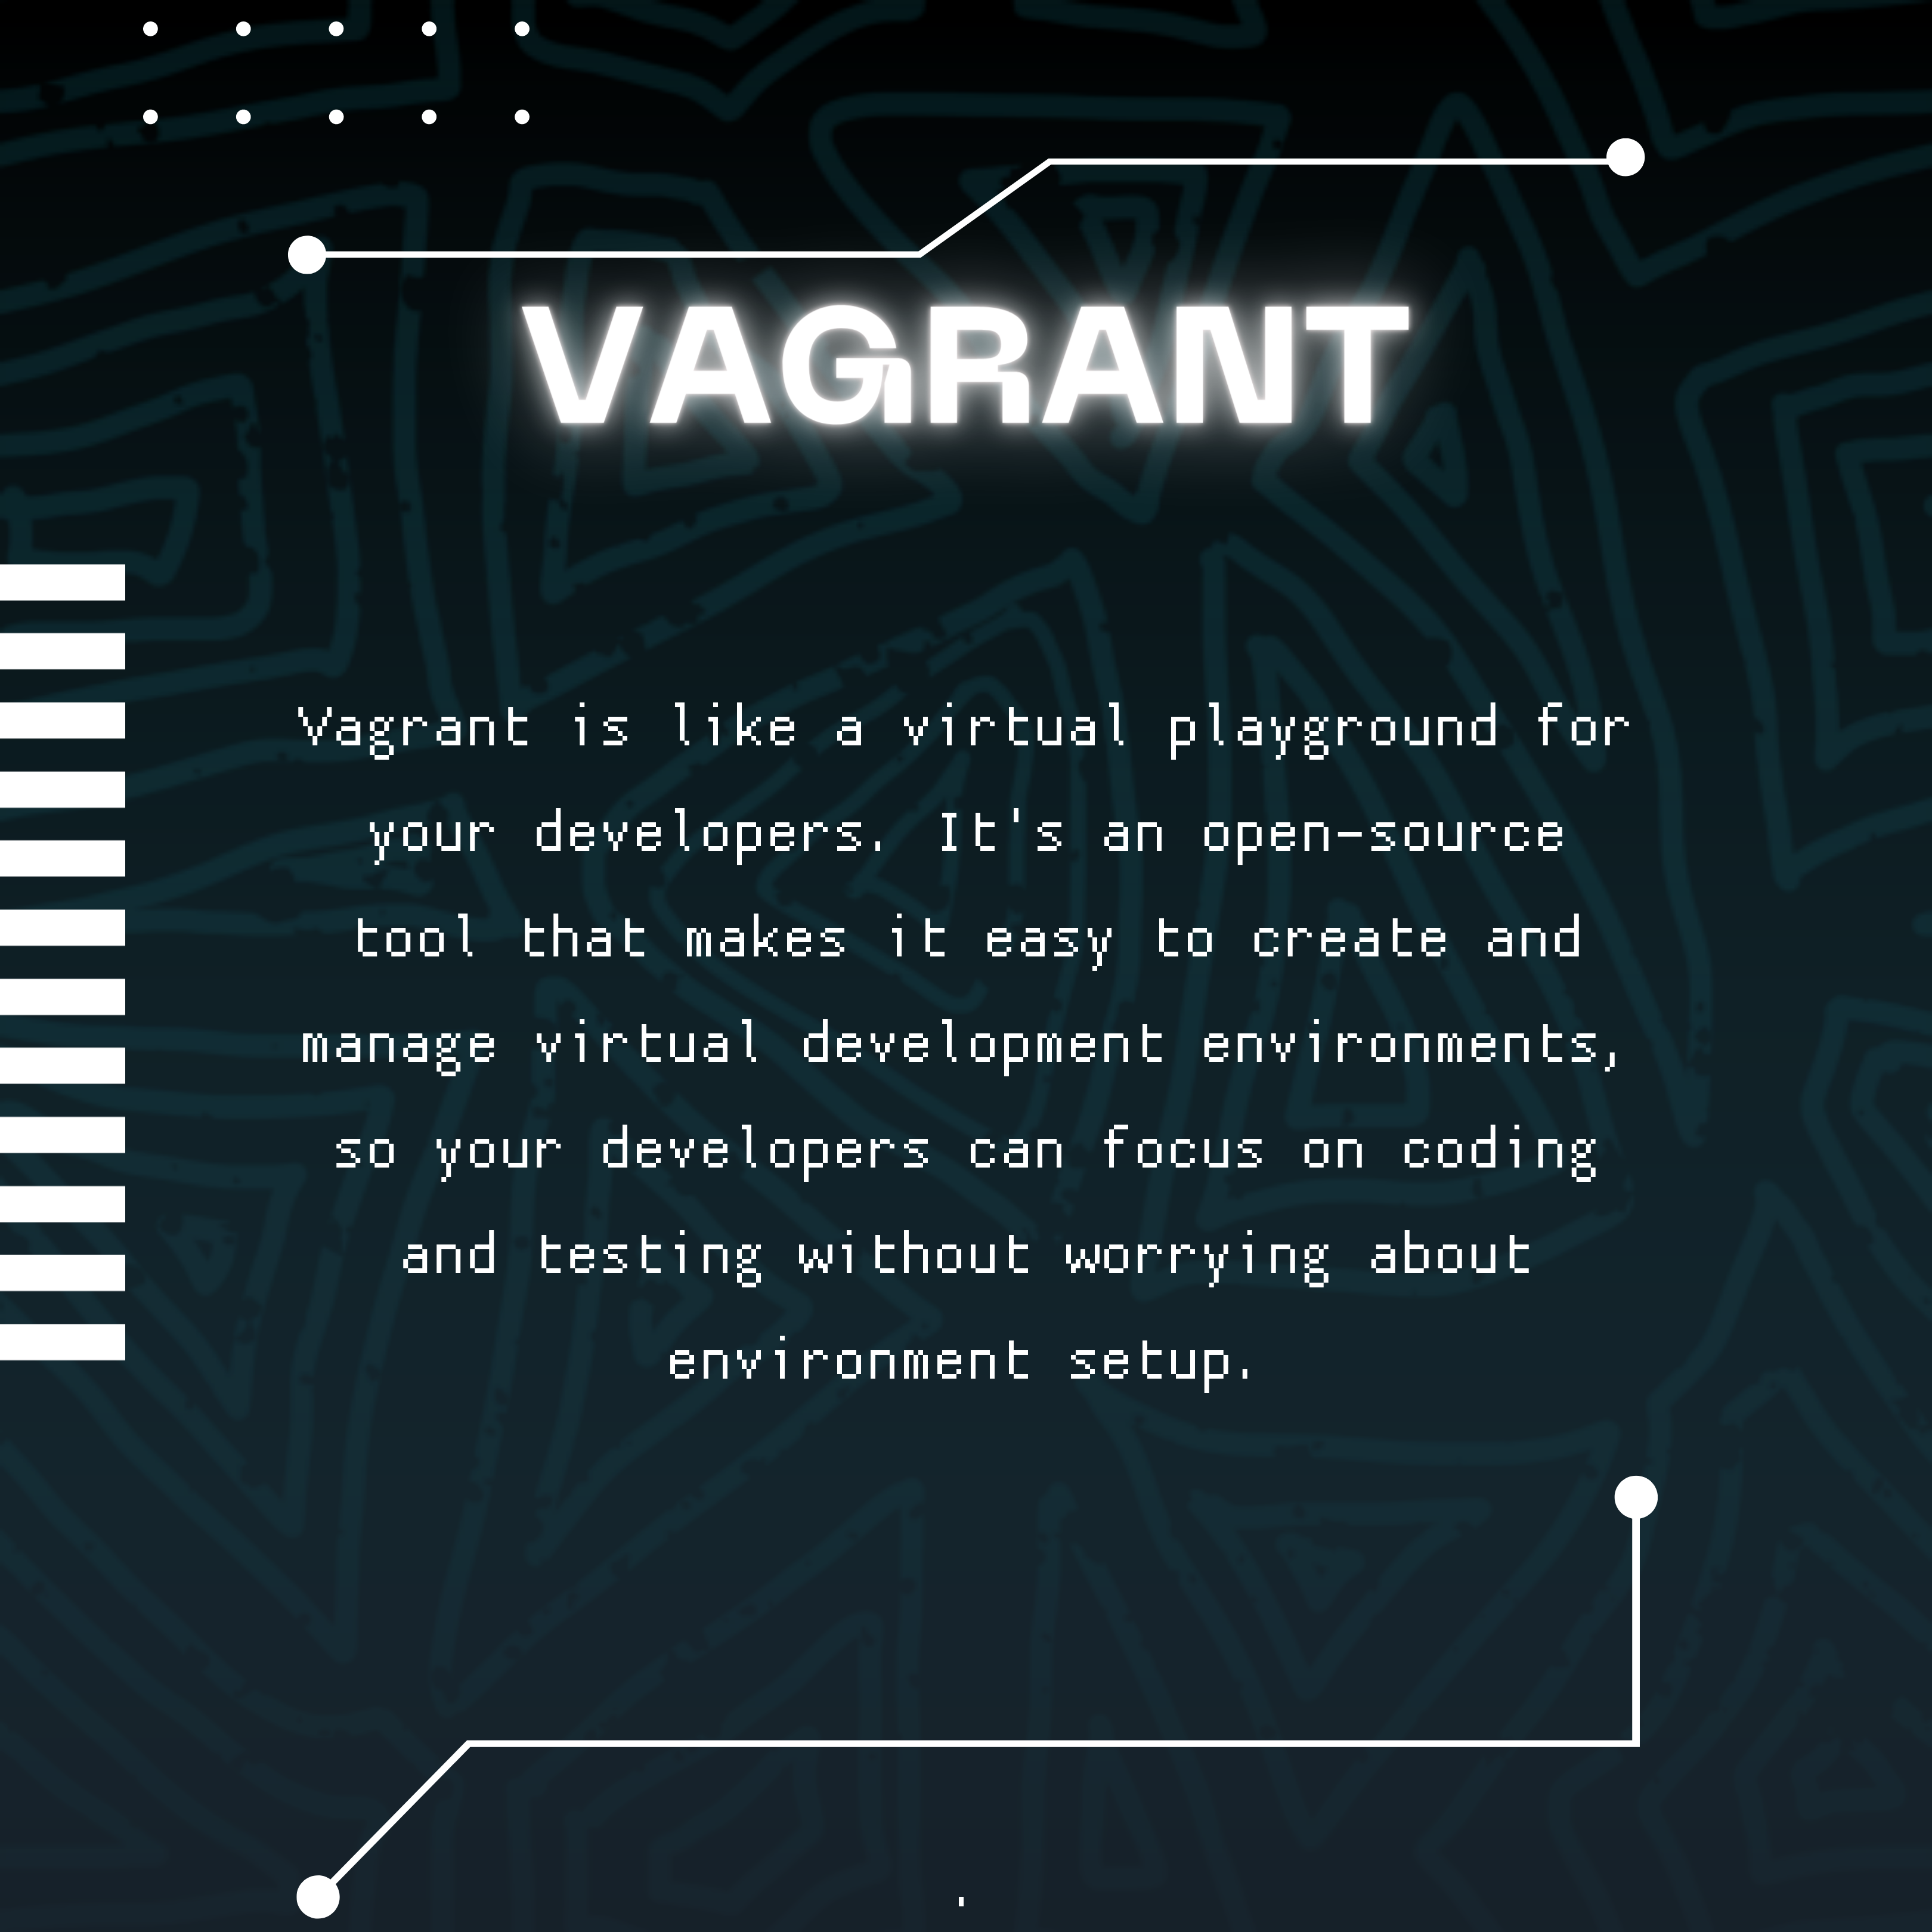 VAGRANT
Vagrant is like a virtual playground for
your developers. It's an open-source
tool that makes it easy to create and
manage virtual development environments,
so your developers can focus on coding
and testing without worrying about
environment setup.